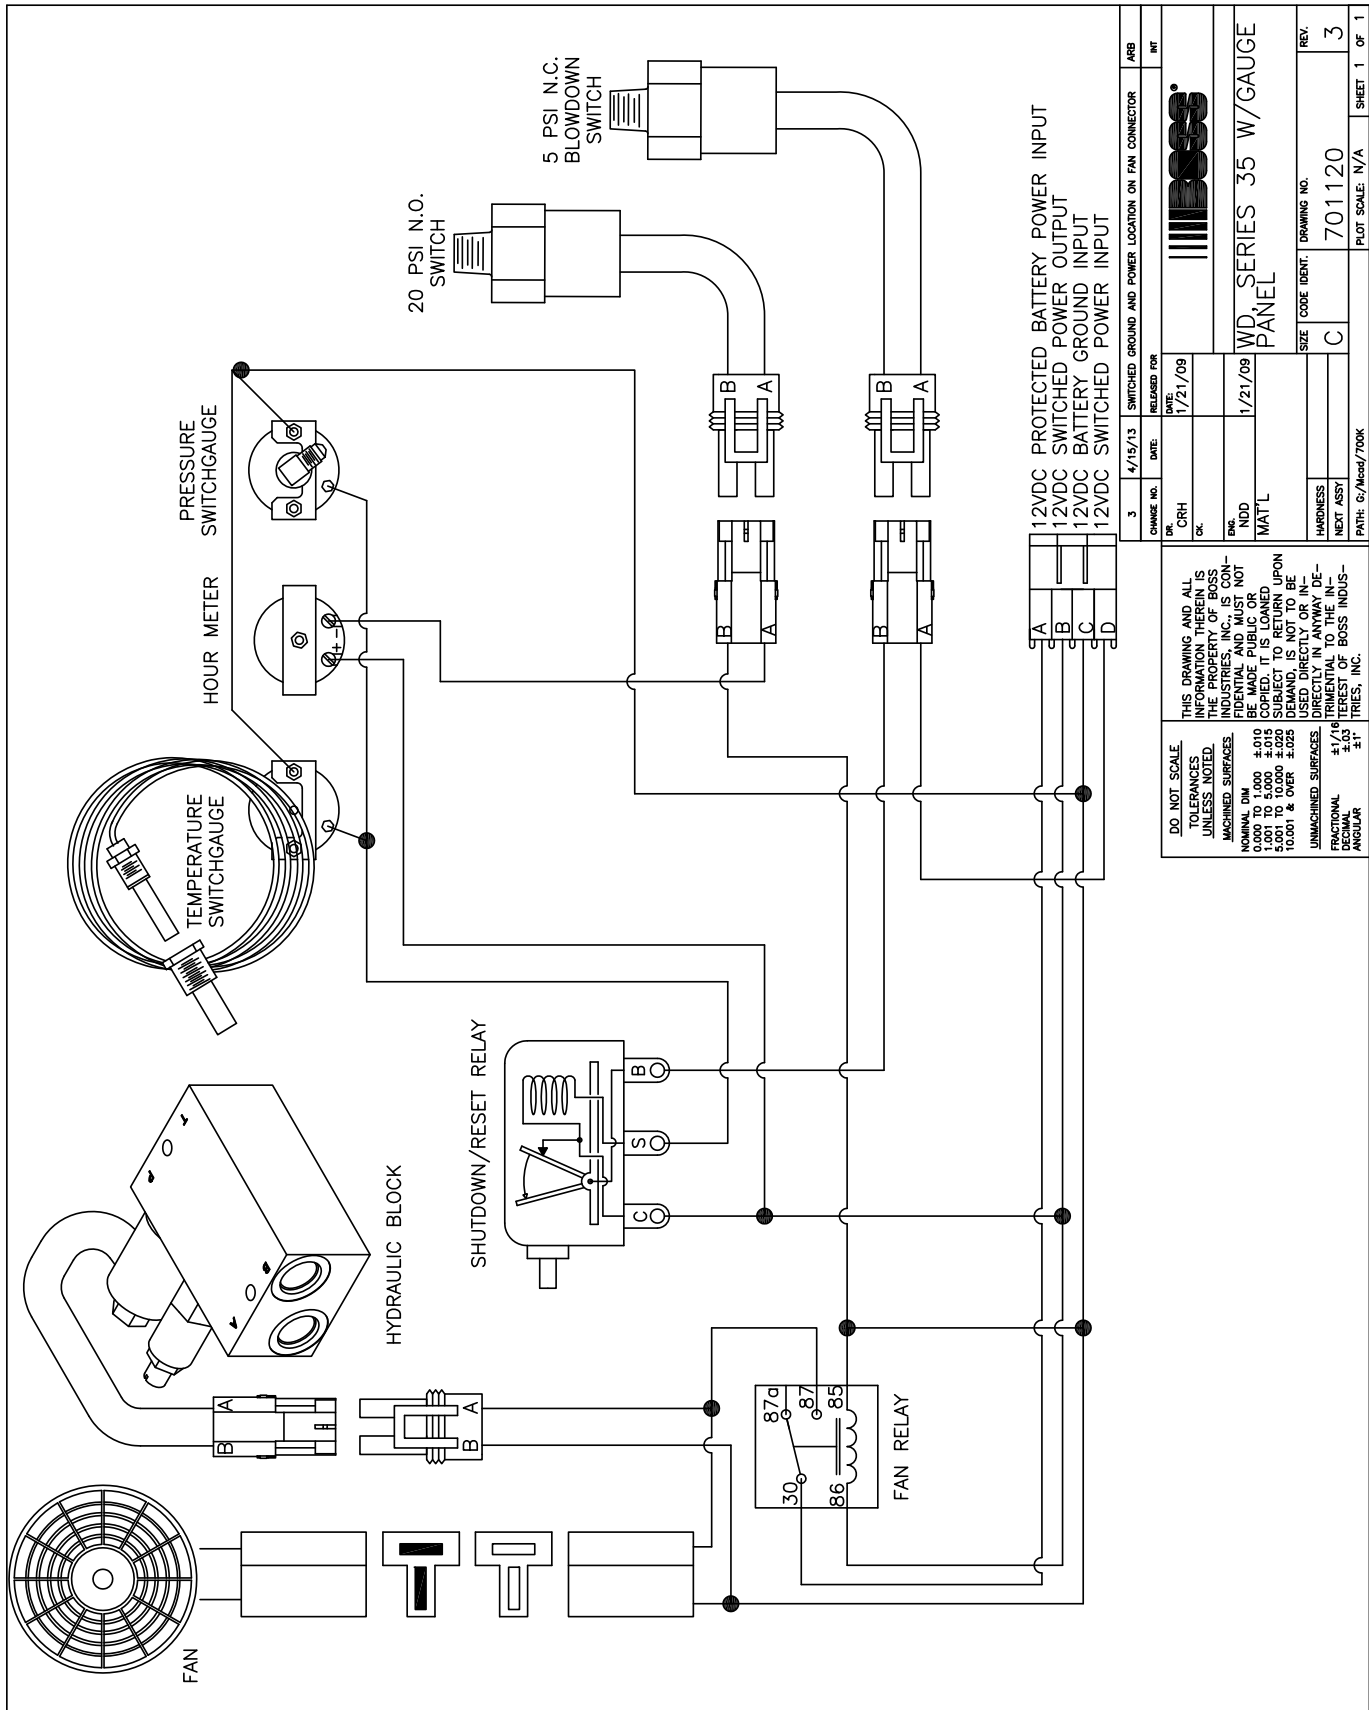 20 PSI N.O.
SWITCH
5 PSI N.C.
BLOWDOWN
SWITCH
PRESSURE
SWITCHGAUGE
HOUR METER
+ -
TEMPERATURE
SWITCHGAUGE
B
A
B
A
B
A
B
A
HYDRAULIC BLOCK
P
T
A
B
SHUTDOWN/RESET RELAY
C
S
B
A
B
A
B
FAN
FAN RELAY
87a
87
85
30
86
A
B
C
D
12VDC PROTECTED BATTERY POWER INPUT
12VDC SWITCHED POWER OUTPUT
12VDC BATTERY GROUND INPUT
12VDC SWITCHED POWER INPUT
3 4/15/13 SWITCHED GROUND AND POWER LOCATION ON FAN CONNECTOR ARB
CHANGE NO. DATE: RELEASED FOR INT
DR. CRH
DATE: 1/21/09
CK.
ENG. NDD 1/21/09
MAT'L
BOSS®
WD, SERIES 35 W/GAUGE
PANEL
HARDNESS
NEXT ASSY
SIZE C
CODE IDENT.
DRAWING NO. 701120
REV. 3
PATH: G:/Mcad/700K
PLOT SCALE: N/A
SHEET 1 OF 1
THIS DRAWING AND ALL
INFORMATION THEREIN IS
THE PROPERTY OF BOSS
INDUSTRIES, INC., IS CON-
FIDENTIAL AND MUST NOT
BE MADE PUBLIC OR
COPIED. IT IS LOANED
SUBJECT TO RETURN UPON
DEMAND, IS NOT TO BE
USED DIRECTLY OR IN-
DIRECTLY IN ANYWAY DE-
TRIMENTAL TO THE IN-
TEREST OF BOSS INDUS-
TRIES, INC.
DO NOT SCALE
TOLERANCES
UNLESS NOTED
MACHINED SURFACES
NOMINAL DIM
0.000 TO 1.000 ±.010
1.001 TO 5.000 ±.015
5.001 TO 10.000 ±.020
10.001 & OVER ±.025
UNMACHINED SURFACES
FRACTIONAL ±1/16
DECIMAL ±.03
ANGULAR ±1°